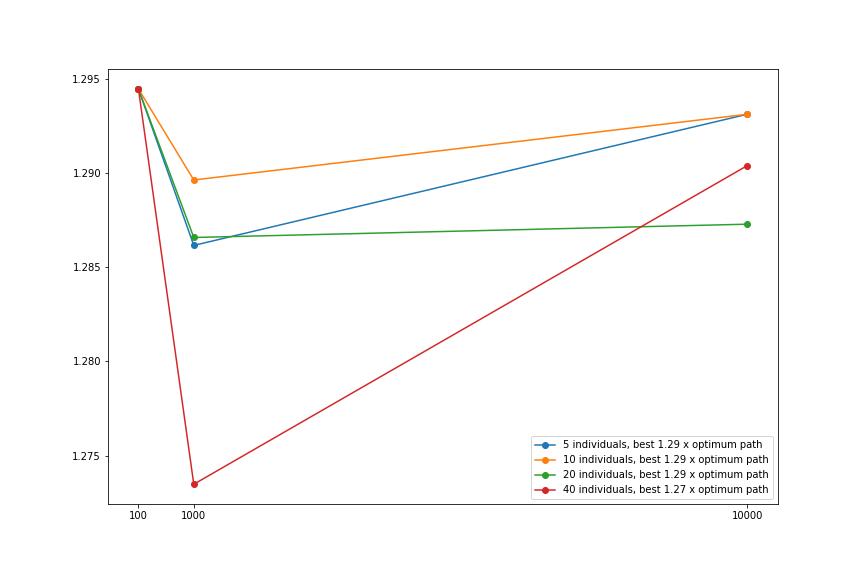 1.295
1.290
1.285
1.280
1.275
100
1000
10000
5 individuals, best 1.29 x optimum path
10 individuals, best 1.29 x optimum path
20 individuals, best 1.29 x optimum path
40 individuals, best 1.27 x optimum path